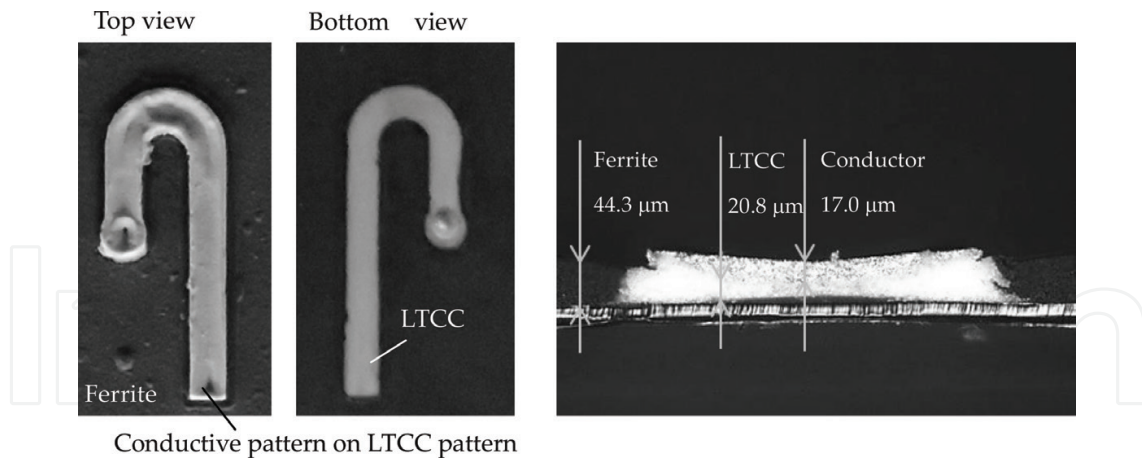 Top view
Bottom view
Ferrite
44.3 μm
LTCC
20.8 μm
Conductor
17.0 μm
LTCC
Ferrite
Conductive pattern on LTCC pattern